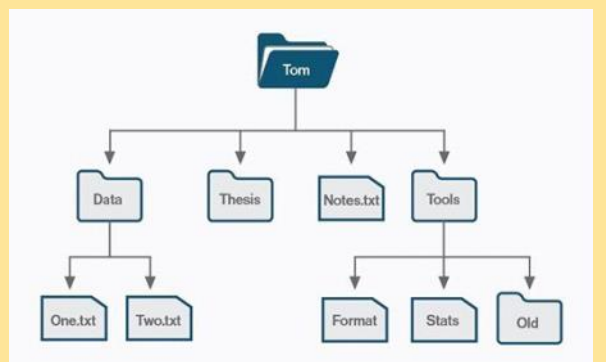 Tom
Data
Thesis
Notes.txt
Tools
One.txt
Two.txt
Format
Stats
Old